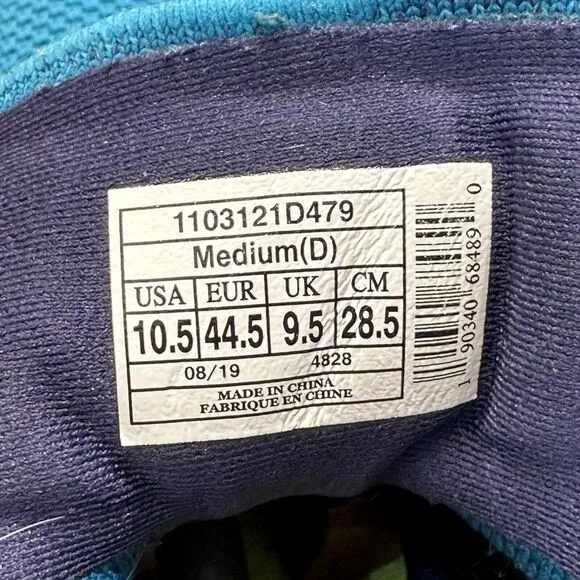 1103121D479
Medium(D)
USA EUR UK CM
10.5 44.5 9.5 28.5
08/19 4828
MADE IN CHINA
FABRIQUE EN CHINE
1 90340 68489 0